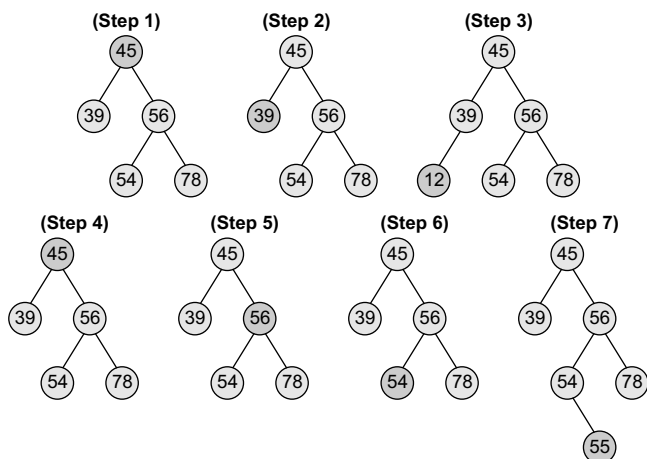 (Step 1) (Step 2) (Step 3)
45 45 45
39 56 39 56 39 56
54 78 54 78 12 54 78
(Step 4) (Step 5) (Step 6) (Step 7)
45 45 45 45
39 56 39 56 39 56 39 56
54 78 54 78 54 78 54 78
55